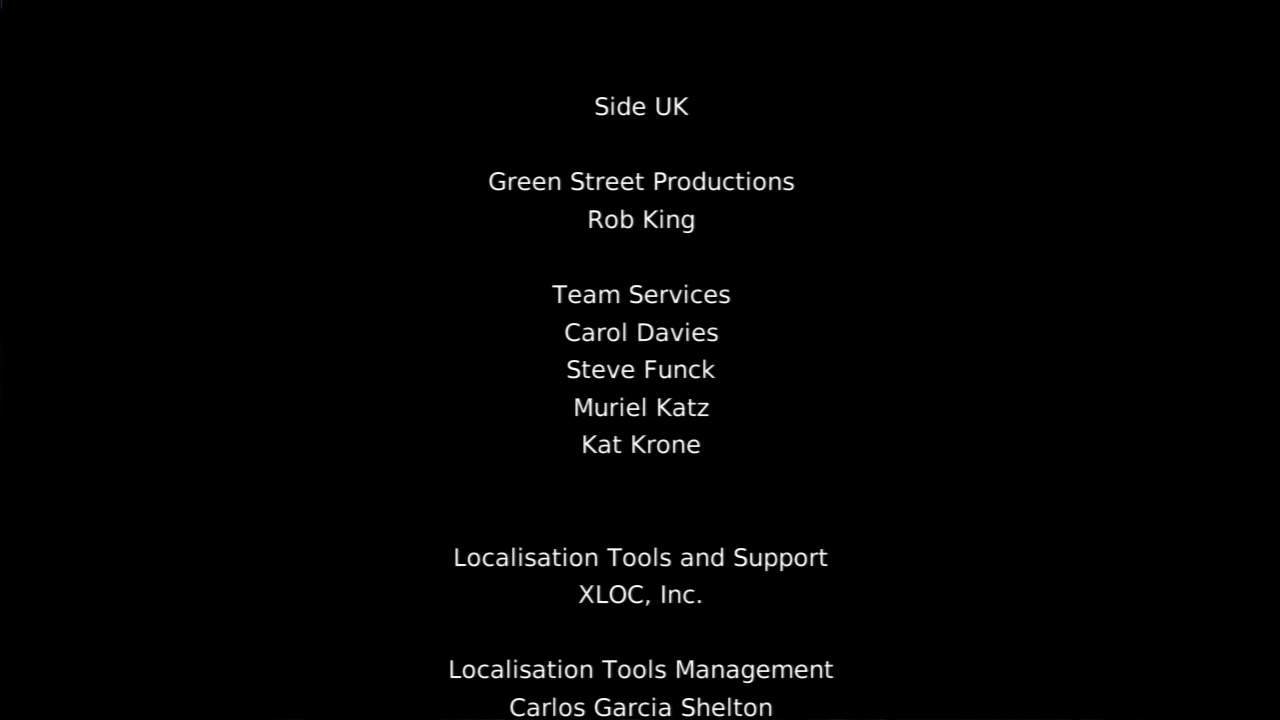 Side UK
Green Street Productions
Rob King
Team Services
Carol Davies
Steve Funck
Muriel Katz
Kat Krone
Localisation Tools and Support
XLOC, Inc.
Localisation Tools Management
Carlos Garcia Shelton